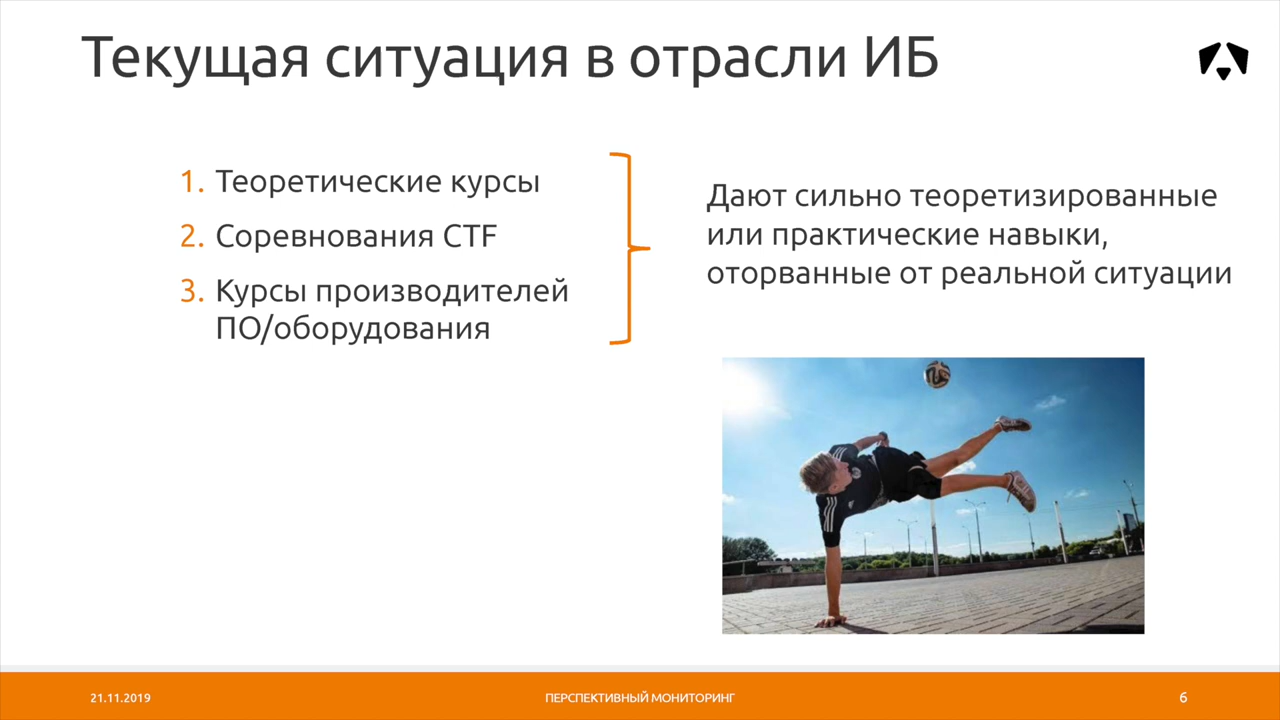 Текущая ситуация в отрасли ИБ
1. Теоретические курсы
2. Соревнования CTF
3. Курсы производителей
ПО/оборудования
Дают сильно теоретизированные
или практические навыки,
оторванные от реальной ситуации
21.11.2019
ПЕРСПЕКТИВНЫЙ МОНИТОРИНГ
6